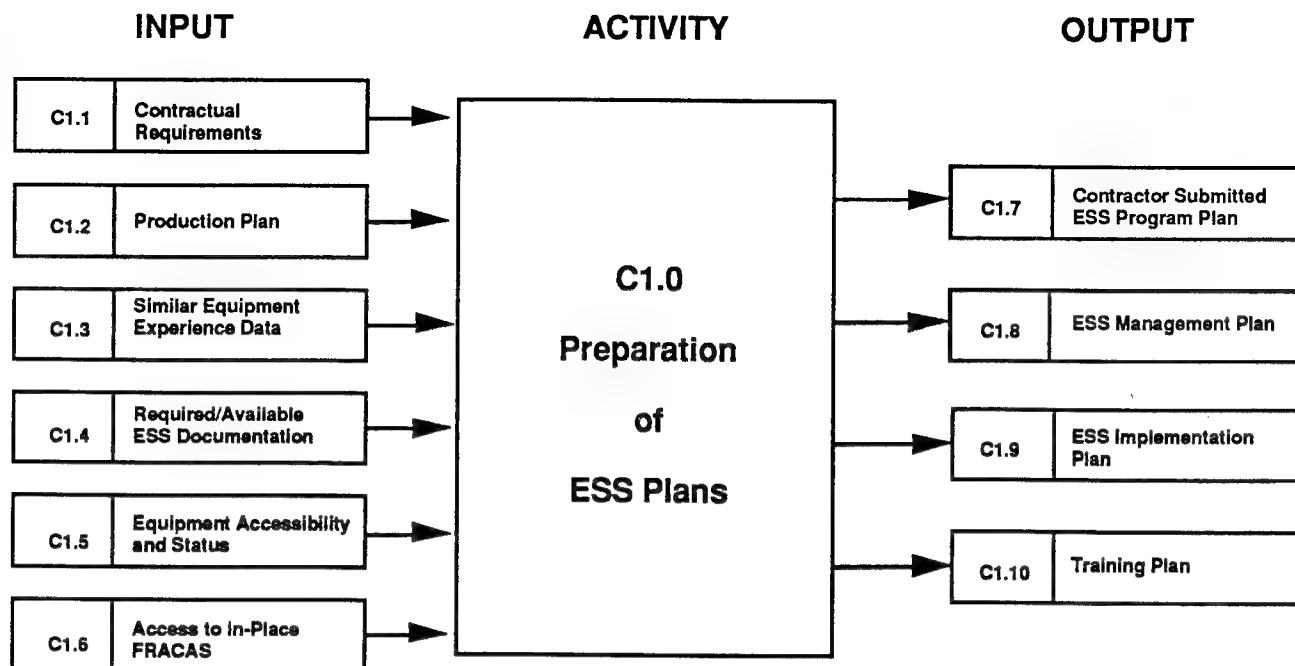 INPUT
ACTIVITY
OUTPUT
C1.1
Contractual
Requirements
C1.2
Production Plan
C1.3
Similar Equipment
Experience Data
C1.4
Required/Available
ESS Documentation
C1.5
Equipment Accessibility
and Status
C1.6
Access to In-Place
FRACAS
C1.0
Preparation
of
ESS Plans
C1.7
Contractor Submitted
ESS Program Plan
C1.8
ESS Management Plan
C1.9
ESS Implementation
Plan
C1.10
Training Plan